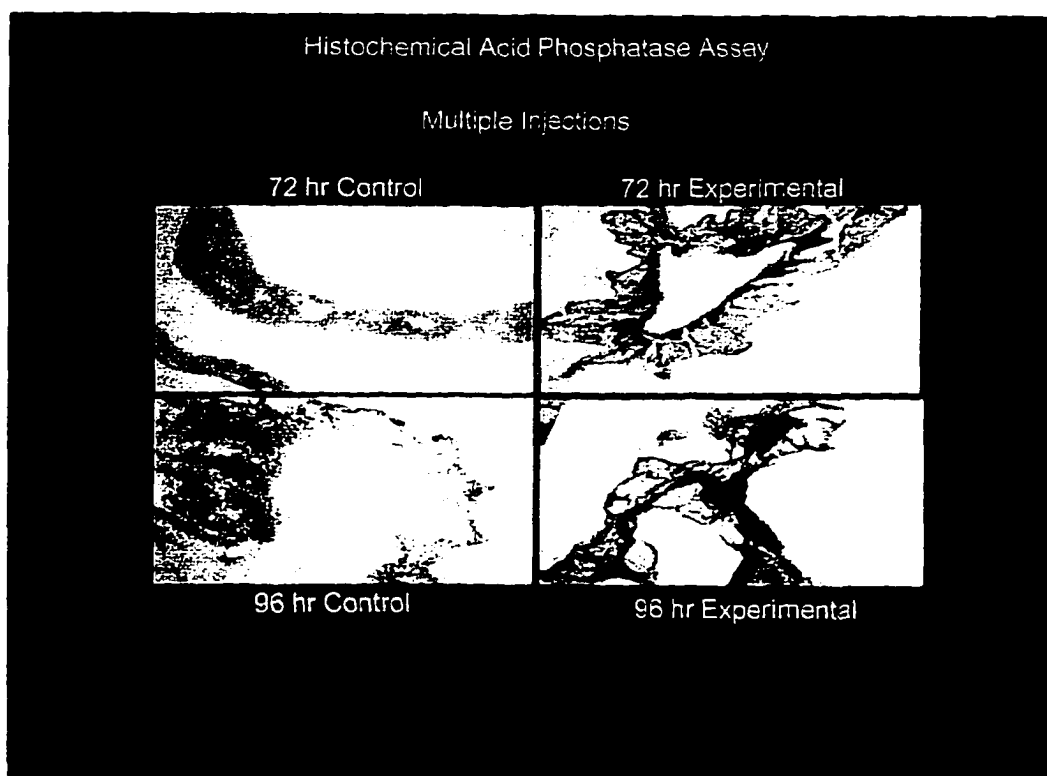 Histochemical Acid Phosphatase Assay
Multiple Injections
72 hr Control
72 hr Experimental
96 hr Control
96 hr Experimental